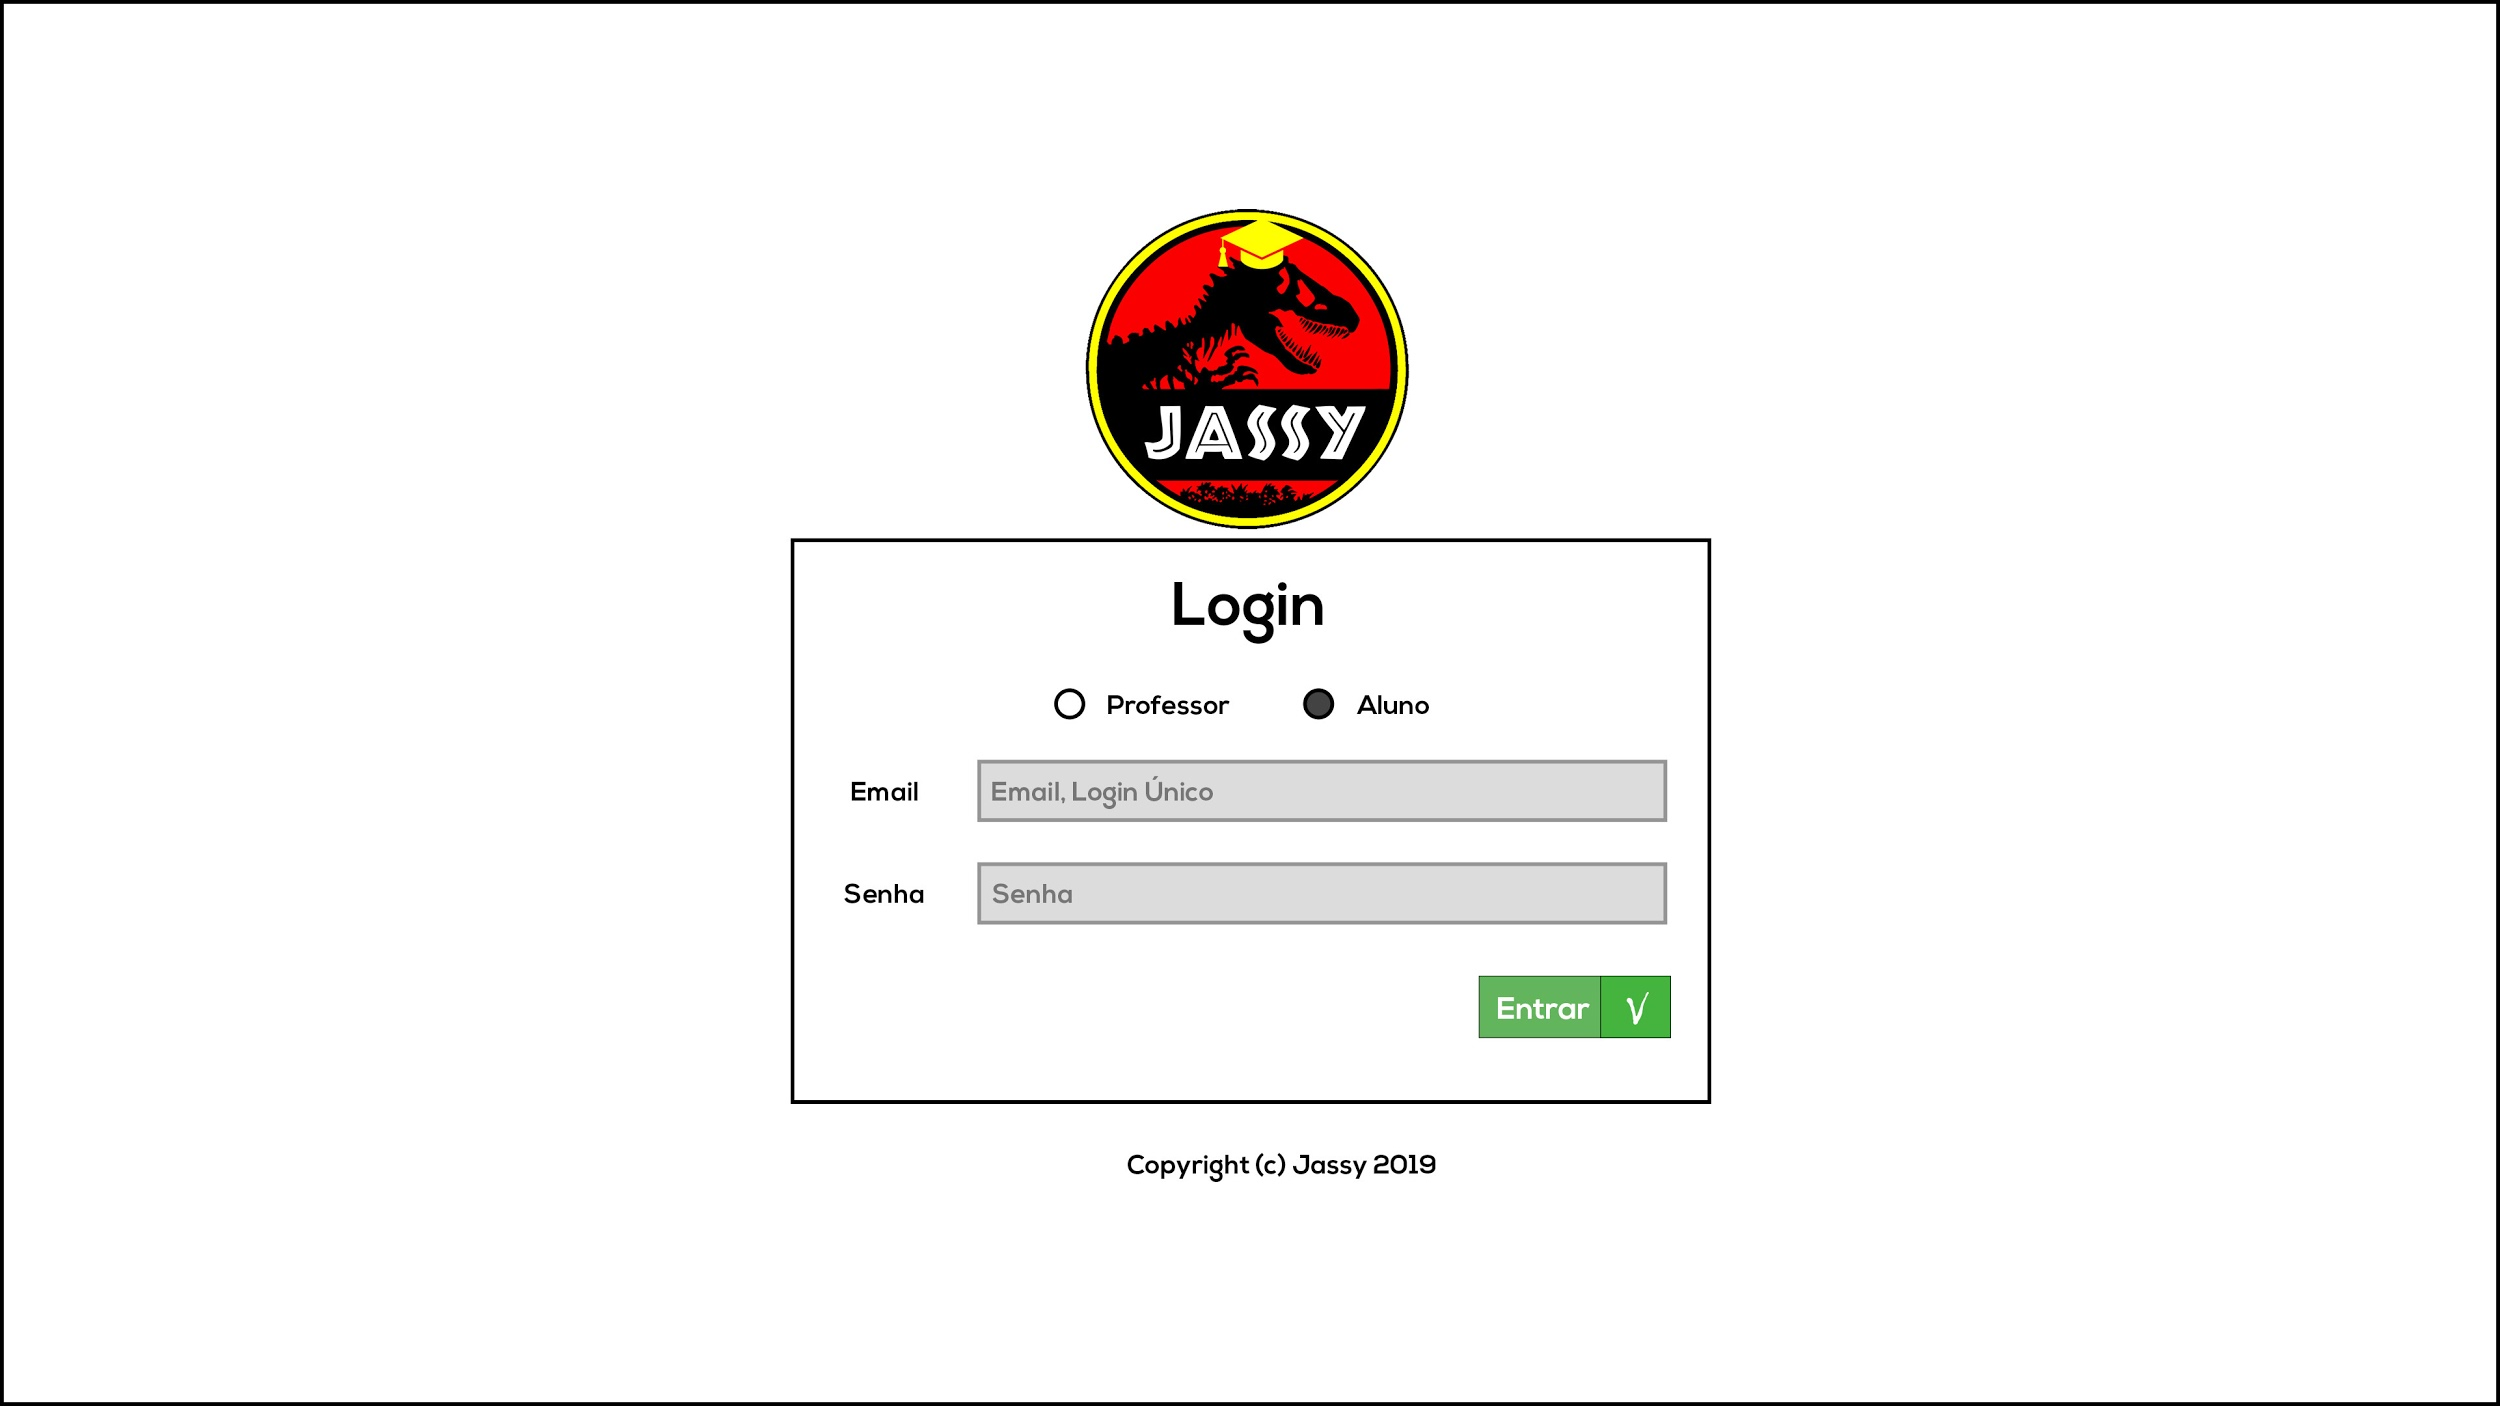 JASSY
Login
Professor Aluno
Email Email, Login Único
Senha Senha
Entrar V
Copyright (c) Jassy 2019